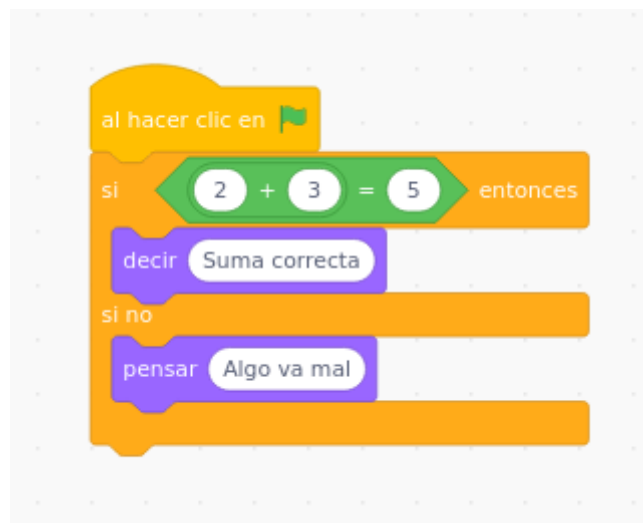 al hacer clic en
si 2 + 3 = 5 entonces
decir Suma correcta
si no
pensar Algo va mal